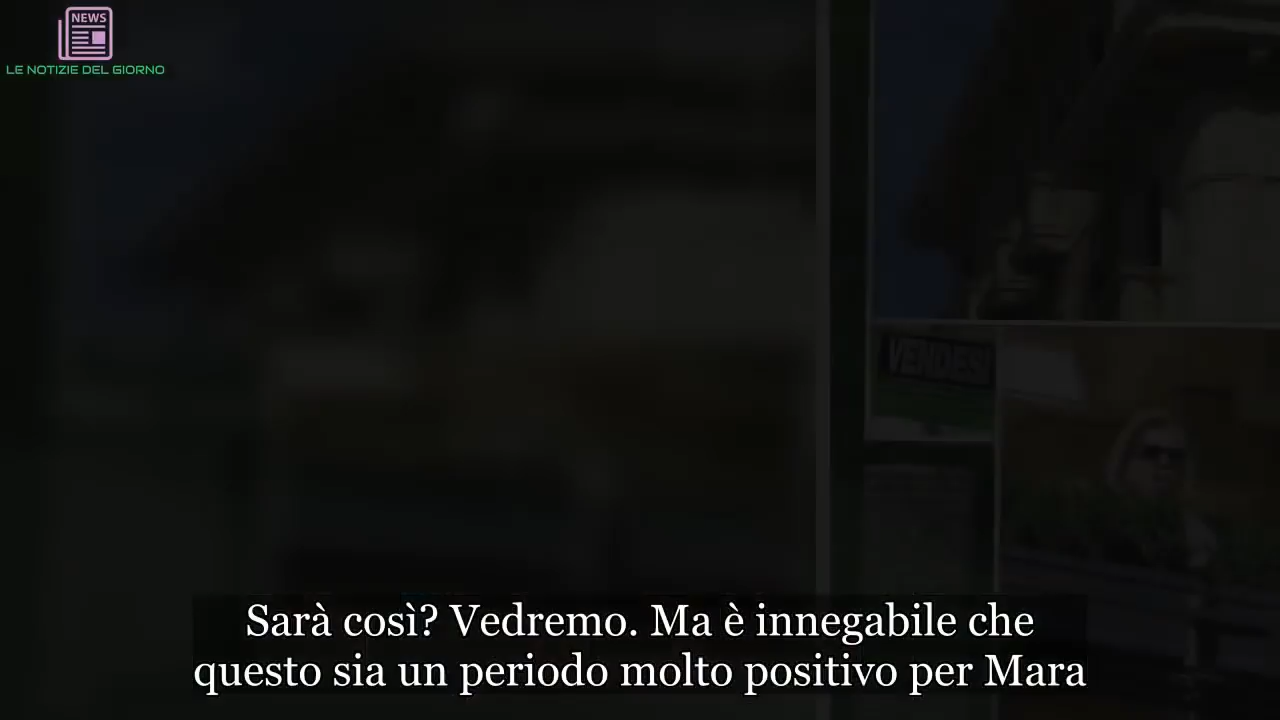 NEWS
LE NOTIZIE DEL GIORNO
VENDESI
Sarà così? Vedremo. Ma è innegabile che
questo sia un periodo molto positivo per Mara